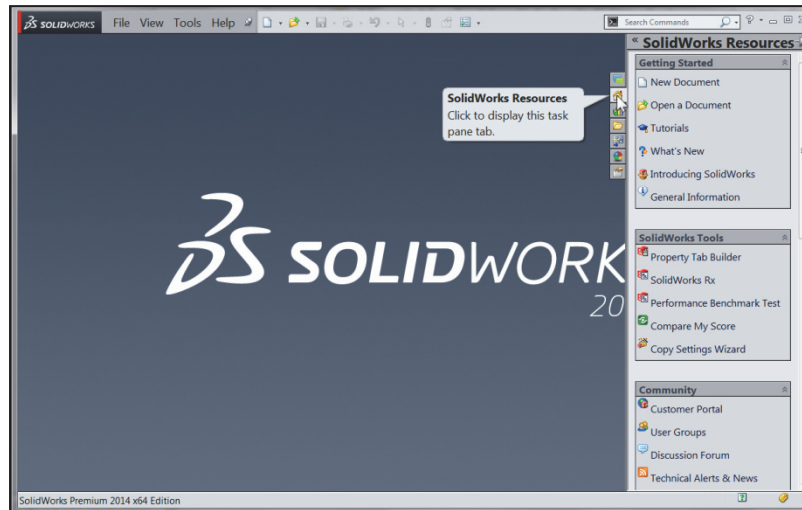 SOLIDWORKS File View Tools Help Search Commands
SolidWorks Resources
Getting Started
New Document
Open a Document
Tutorials
What's New
Introducing SolidWorks
General Information
SolidWorks Resources
Click to display this task
pane tab.
SOLIDWORK
20
SolidWorks Tools
Property Tab Builder
SolidWorks Rx
Performance Benchmark Test
Compare My Score
Copy Settings Wizard
Community
Customer Portal
User Groups
Discussion Forum
Technical Alerts & News
SolidWorks Premium 2014 x64 Edition